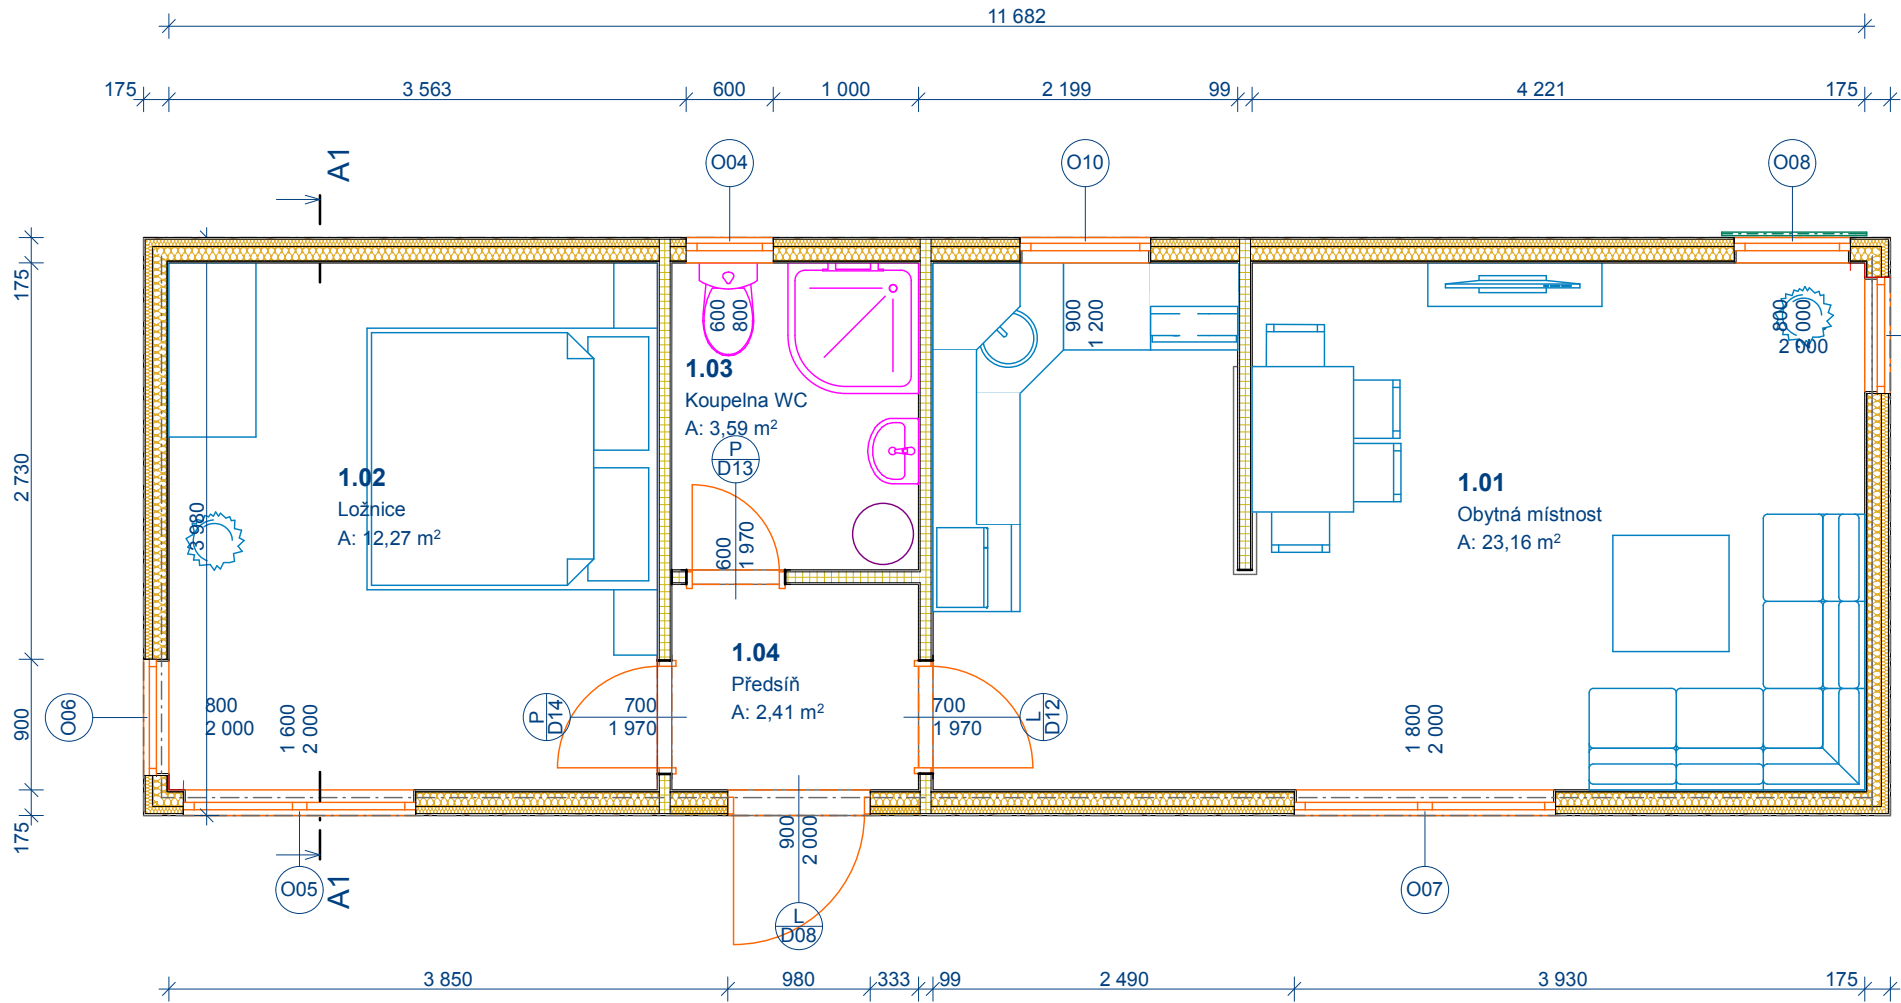 11 682
175
3 563
600
1 000
2 199
99
4 221
175
A1
O04
O10
O08
175
2 730
900
175
3 980
600
800
900
1 200
800
2 000
2 000
1.03
Koupelna WC
A: 3,59 m²
P
D13
600
1 970
1.02
Ložnice
A: 12,27 m²
1.01
Obytná místnost
A: 23,16 m²
1.04
Předsíň
A: 2,41 m²
O06
800
2 000
1 600
2 000
P
D14
700
1 970
700
1 970
L
D12
1 800
2 000
900
2 000
O05
A1
L
D08
O07
3 850
980
333
99
2 490
3 930
175